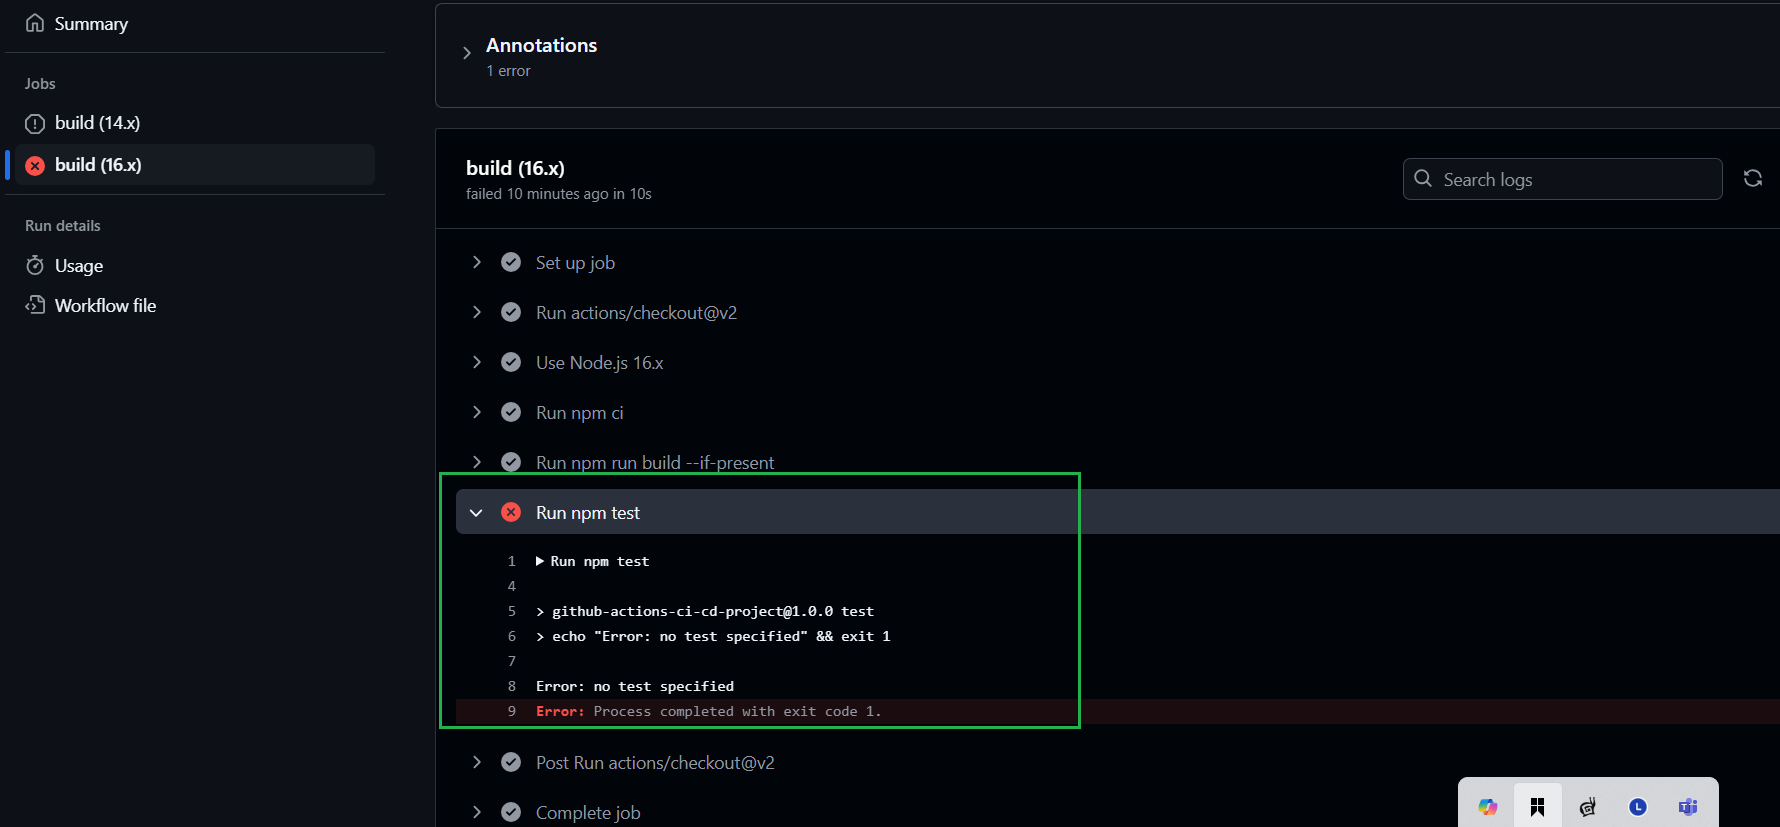 Summary
Jobs
build (14.x)
build (16.x)
Run details
Usage
Workflow file
Annotations
1 error
build (16.x)
failed 10 minutes ago in 10s
Search logs
Set up job
Run actions/checkout@v2
Use Node.js 16.x
Run npm ci
Run npm run build --if-present
Run npm test
1 Run npm test
4
5 > github-actions-ci-cd-project@1.0.0 test
6 > echo "Error: no test specified" && exit 1
7
8 Error: no test specified
9 Error: Process completed with exit code 1.
Post Run actions/checkout@v2
Complete job